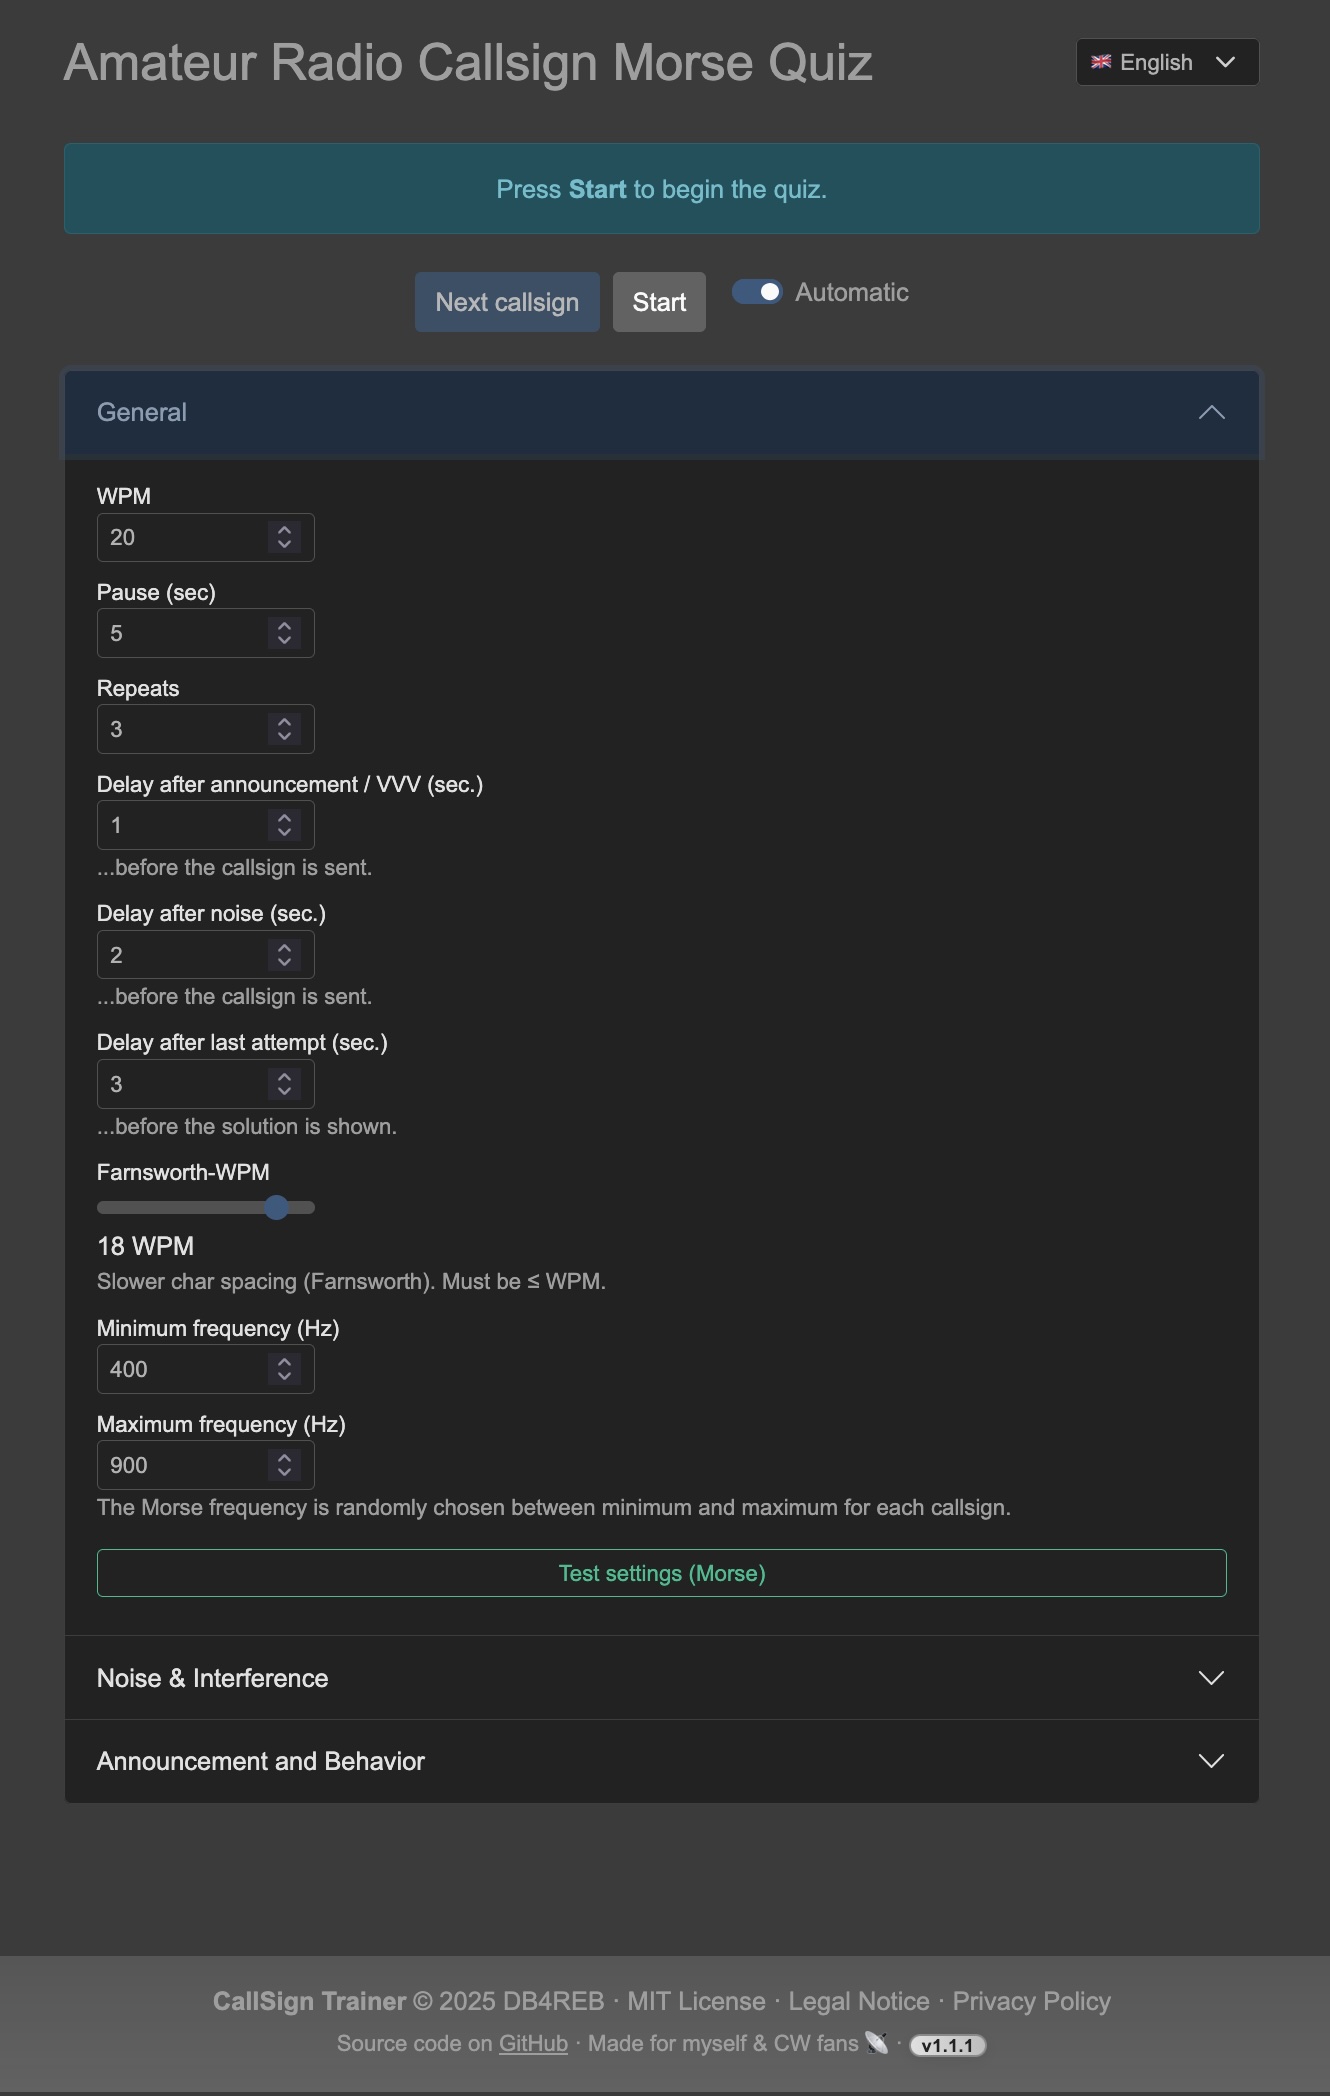 Amateur Radio Callsign Morse Quiz
🇬🇧 English
Press Start to begin the quiz.
Next callsign
Start
Automatic
General
WPM
20
Pause (sec)
5
Repeats
3
Delay after announcement / VVV (sec.)
1
...before the callsign is sent.
Delay after noise (sec.)
2
...before the callsign is sent.
Delay after last attempt (sec.)
3
...before the solution is shown.
Farnsworth-WPM
18 WPM
Slower char spacing (Farnsworth). Must be ≤ WPM.
Minimum frequency (Hz)
400
Maximum frequency (Hz)
900
The Morse frequency is randomly chosen between minimum and maximum for each callsign.
Test settings (Morse)
Noise & Interference
Announcement and Behavior
CallSign Trainer © 2025 DB4REB · MIT License · Legal Notice · Privacy Policy
Source code on GitHub · Made for myself & CW fans 📡 · v1.1.1